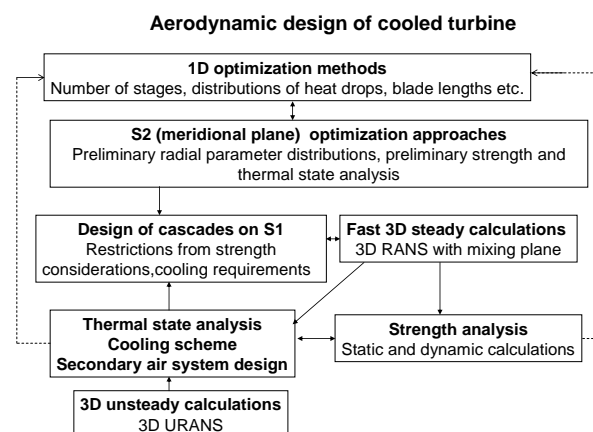 Aerodynamic design of cooled turbine
1D optimization methods
Number of stages, distributions of heat drops, blade lengths etc.
S2 (meridional plane)  optimization approaches
Preliminary radial parameter distributions, preliminary strength and
thermal state analysis
Design of cascades on S1
Restrictions from strength
considerations,cooling requirements
Fast 3D steady calculations
3D RANS with mixing plane
Thermal state analysis
Cooling scheme
Secondary air system design
Strength analysis
Static and dynamic calculations
3D unsteady calculations
3D URANS